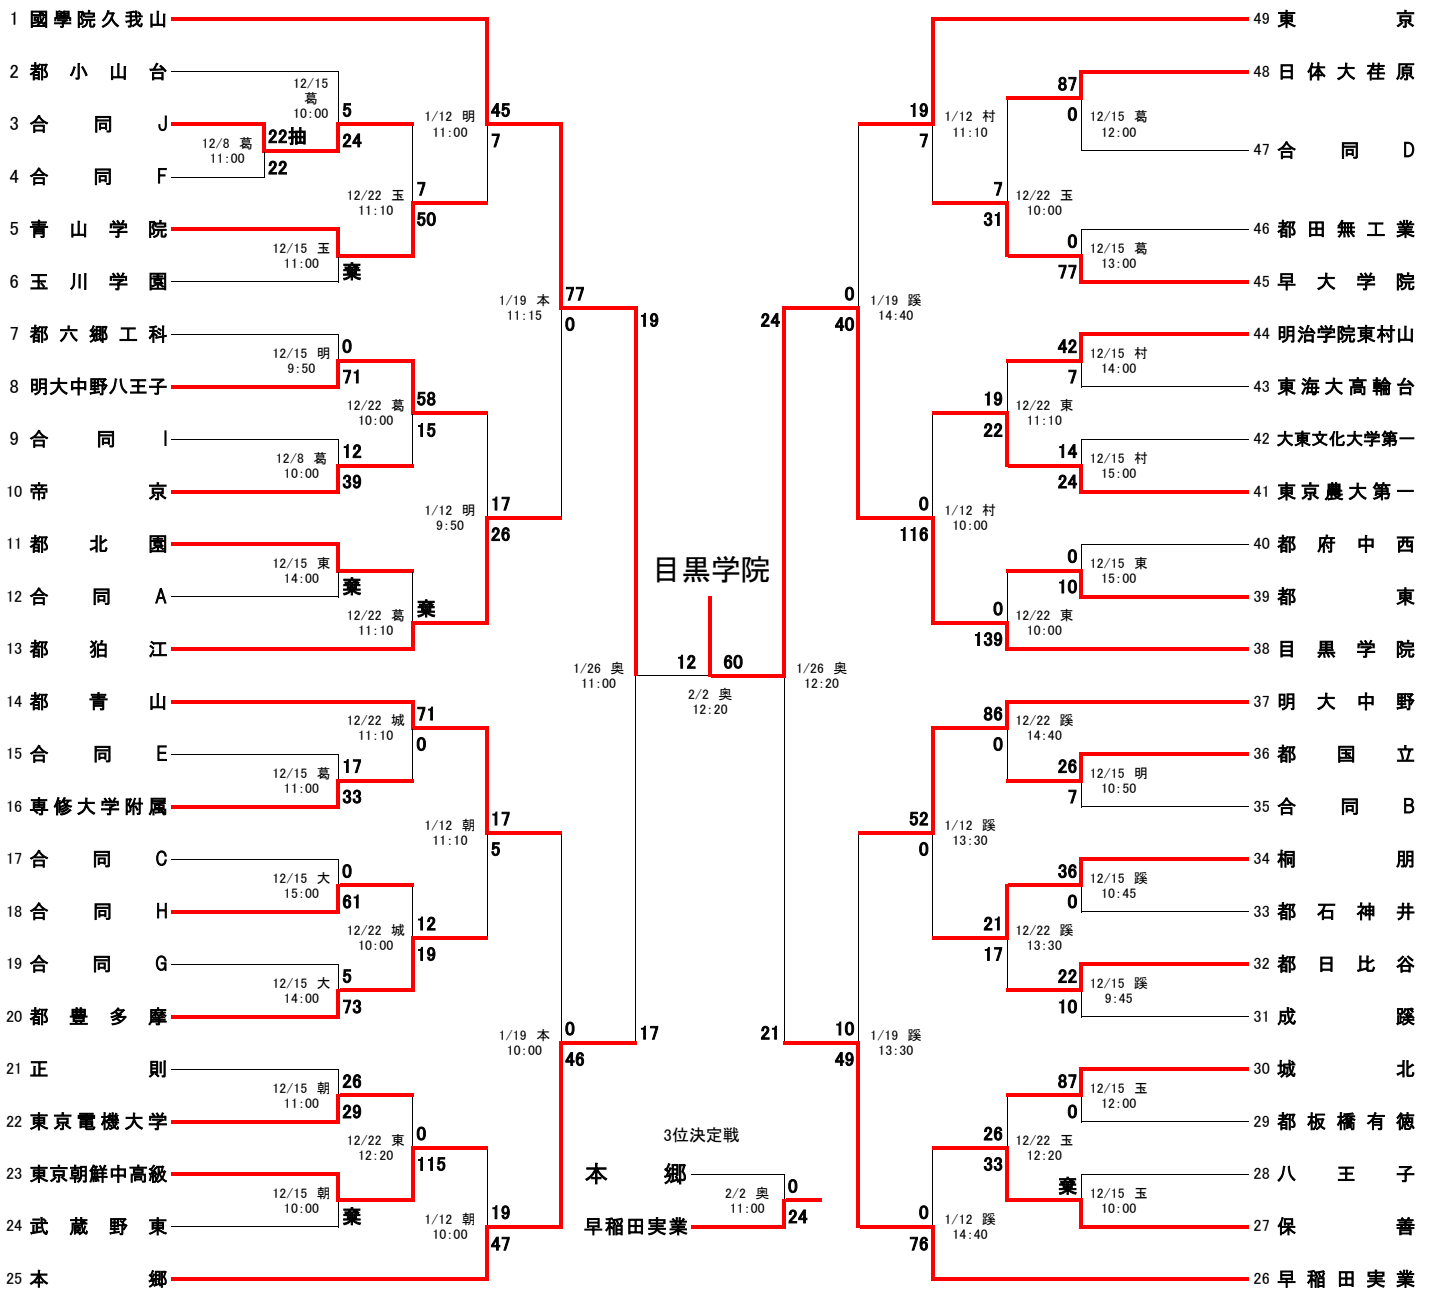 1 國學院久我山
2 都小山台
3 合同J
4 合同F
5 青山学院
6 玉川学園
7 都六郷工科
8 明大中野八王子
9 合同I
10 帝京
11 都北園
12 合同A
13 都狛江
14 都青山
15 合同E
16 専修大学附属
17 合同C
18 合同H
19 合同G
20 都豊多摩
21 正則
22 東京電機大学
23 東京朝鮮中高級
24 武蔵野東
25 本郷
12/8 葛
11:00
22抽
22
12/15
葛
10:00
5
24
12/15 玉
11:00
棄
12/22 玉
11:10
7
50
1/12 明
11:00
45
7
12/15 明
9:50
0
71
12/8 葛
10:00
12
39
12/22 葛
10:00
58
15
12/15 東
14:00
棄
12/22 葛
11:10
棄
1/12 明
9:50
17
26
1/19 本
11:15
77
0
12/15 葛
11:00
17
33
12/22 城
11:10
71
0
12/15 大
15:00
0
61
12/15 大
14:00
5
73
12/22 城
10:00
12
19
1/12 朝
11:10
17
5
12/15 朝
11:00
26
29
12/15 朝
10:00
棄
12/22 東
12:20
0
115
1/12 朝
10:00
19
47
1/19 本
10:00
0
46
19
17
1/26 奥
11:00
目黒学院
12
60
2/2 奥
12:20
24
21
1/26 奥
12:20
3位決定戦
本郷
早稲田実業
2/2 奥
11:00
0
24
49 東京
48 日体大荏原
47 合同D
46 都田無工業
45 早大学院
44 明治学院東村山
43 東海大高輪台
42 大東文化大学第一
41 東京農大第一
40 都府中西
39 都東
38 目黒学院
37 明大中野
36 都国立
35 合同B
34 桐朋
33 都石神井
32 都日比谷
31 成蹊
30 城北
29 都板橋有徳
28 八王子
27 保善
26 早稲田実業
87
0
12/15 葛
12:00
0
77
12/15 葛
13:00
7
31
12/22 玉
10:00
19
7
1/12 村
11:10
42
7
12/15 村
14:00
14
24
12/15 村
15:00
19
22
12/22 東
11:10
0
10
12/15 東
15:00
0
139
12/22 東
10:00
0
116
1/12 村
10:00
0
40
1/19 蹊
14:40
26
7
12/15 明
10:50
86
0
12/22 蹊
14:40
36
0
12/15 蹊
10:45
22
10
12/15 蹊
9:45
21
17
12/22 蹊
13:30
52
0
1/12 蹊
13:30
87
0
12/15 玉
12:00
棄
12/15 玉
10:00
26
33
12/22 玉
12:20
0
76
1/12 蹊
14:40
10
49
1/19 蹊
13:30